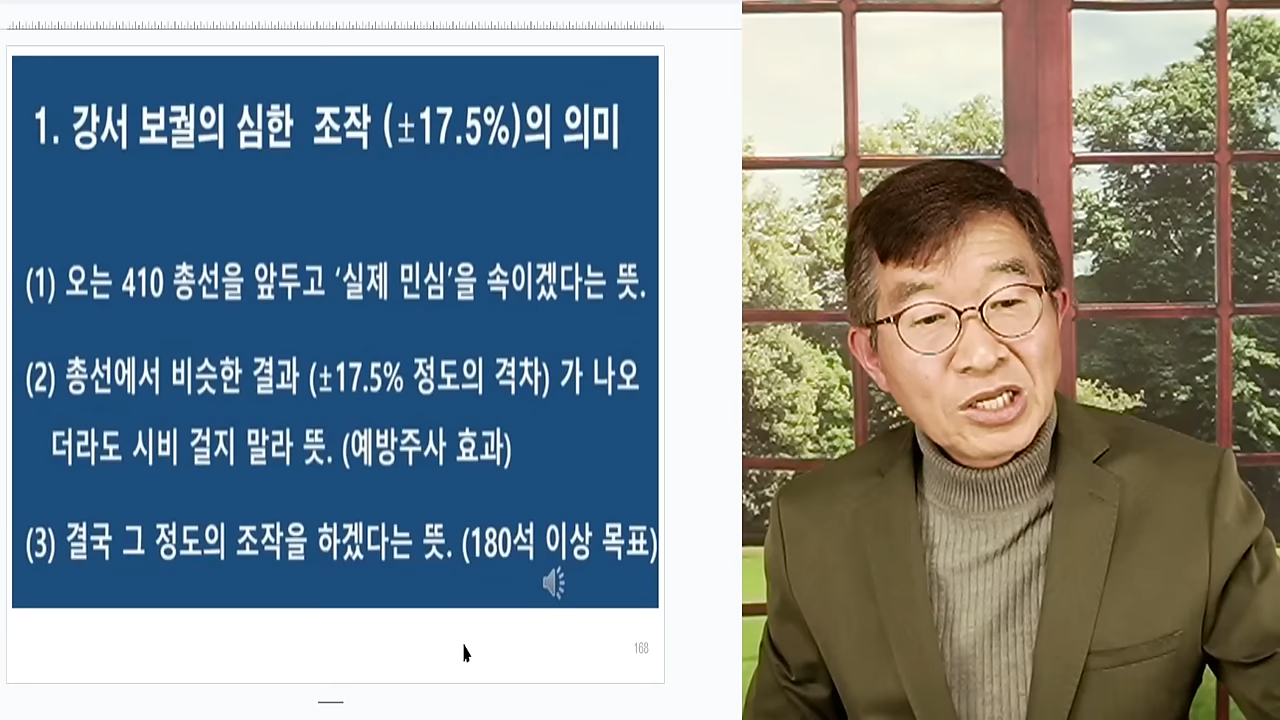 1. 강서 보궐의 심한 조작 (±17.5%)의 의미
(1) 오는 410 총선을 앞두고 ‘실제 민심’을 속이겠다는 뜻.
(2) 총선에서 비슷한 결과 (±17.5% 정도의 격차) 가 나오
더라도 시비 걸지 말라 뜻. (예방주사 효과)
(3) 결국 그 정도의 조작을 하겠다는 뜻. (180석 이상 목표)
168